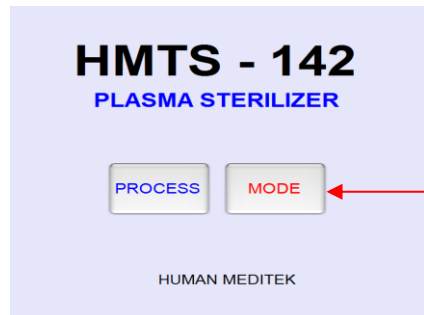 HMTS - 142
PLASMA STERILIZER
PROCESS MODE
HUMAN MEDITEK